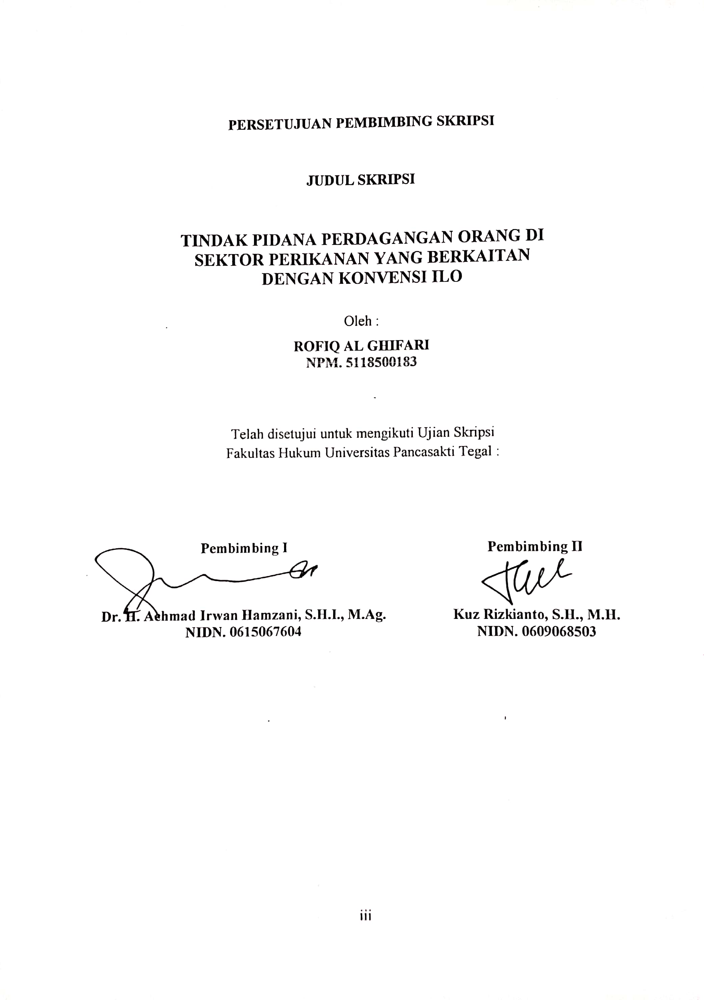 PERSETUJUAN PEMBIMBING SKRIPSI
JUDUL SKRIPSI
TINDAK PIDANA PERDAGANGAN ORANG DI
SEKTOR PERIKANAN YANG BERKAITAN
DENGAN KONVENSI ILO
Oleh :
ROFIQ AL GHIFARI
NPM. 5118500183
Telah disetujui untuk mengikuti Ujian Skripsi
Fakultas Hukum Universitas Pancasakti Tegal :
Pembimbing I
Dr. H. Achmad Irwan Hamzani, S.H.I., M.Ag.
NIDN. 0615067604
Pembimbing II
Kuz Rizkianto, S.H., M.H.
NIDN. 0609068503
iii